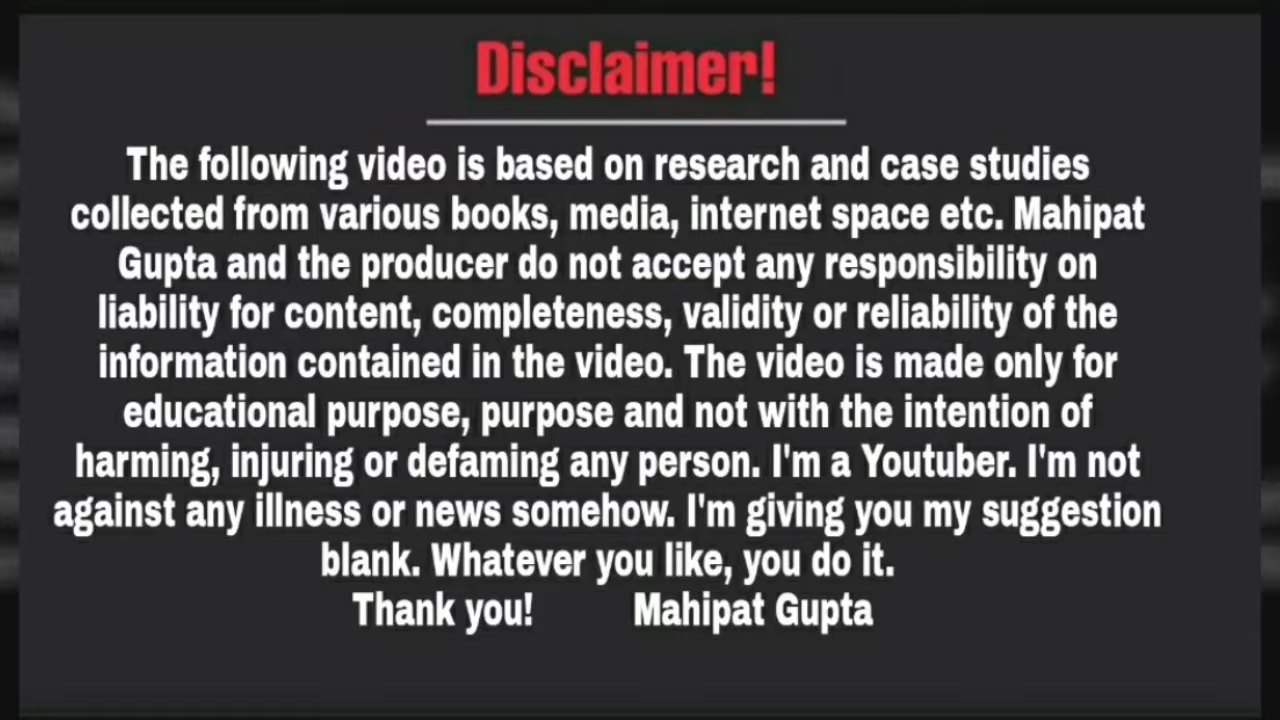 Disclaimer!
The following video is based on research and case studies
collected from various books, media, internet space etc. Mahipat
Gupta and the producer do not accept any responsibility on
liability for content, completeness, validity or reliability of the
information contained in the video. The video is made only for
educational purpose, purpose and not with the intention of
harming, injuring or defaming any person. I'm a Youtuber. I'm not
against any illness or news somehow. I'm giving you my suggestion
blank. Whatever you like, you do it.
Thank you! Mahipat Gupta